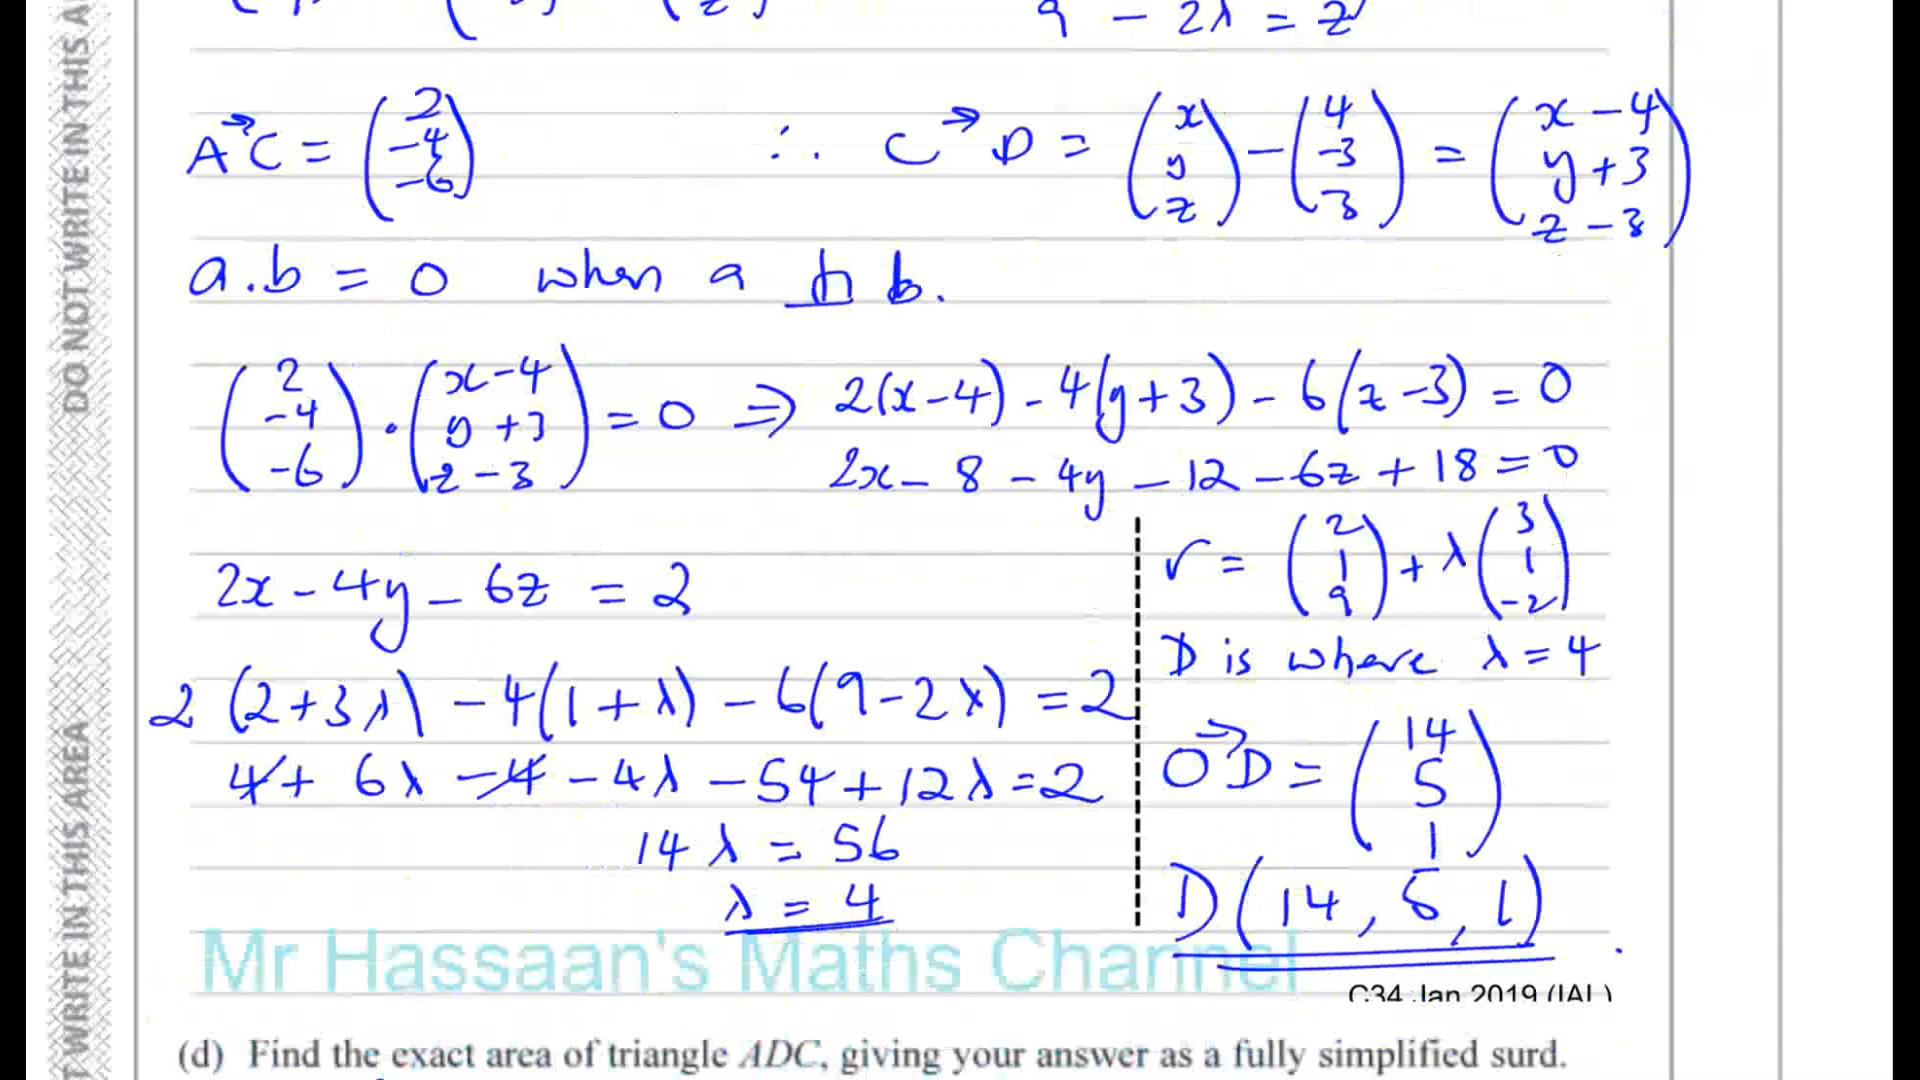 9 - 2λ = z
AC = (2 -4 -6) ∴ CD = (x y z) - (4 -3 3) = (x-4 y+3 z-3)
a.b = 0 when a b.
(2 -4 -6) . (x-4 y+3 z-3) = 0 ⇒ 2(x-4) - 4(y+3) - 6(z-3) = 0
2x - 8 - 4y - 12 - 6z + 18 = 0
2x - 4y - 6z = 2
2(2+3λ) - 4(1+λ) - 6(9-2λ) = 2
4 + 6λ - 4 - 4λ - 54 + 12λ = 2
14λ = 56
λ = 4
r = (2 1 9) + λ(3 1 -2)
D is where λ = 4
OD = (14 5 1)
D(14, 5, 1)
Mr Hassaan's Maths Channel
C34 Jan 2019 (IAL)
(d) Find the exact area of triangle ADC, giving your answer as a fully simplified surd.
DO NOT WRITE IN THIS A
T WRITE IN THIS AREA